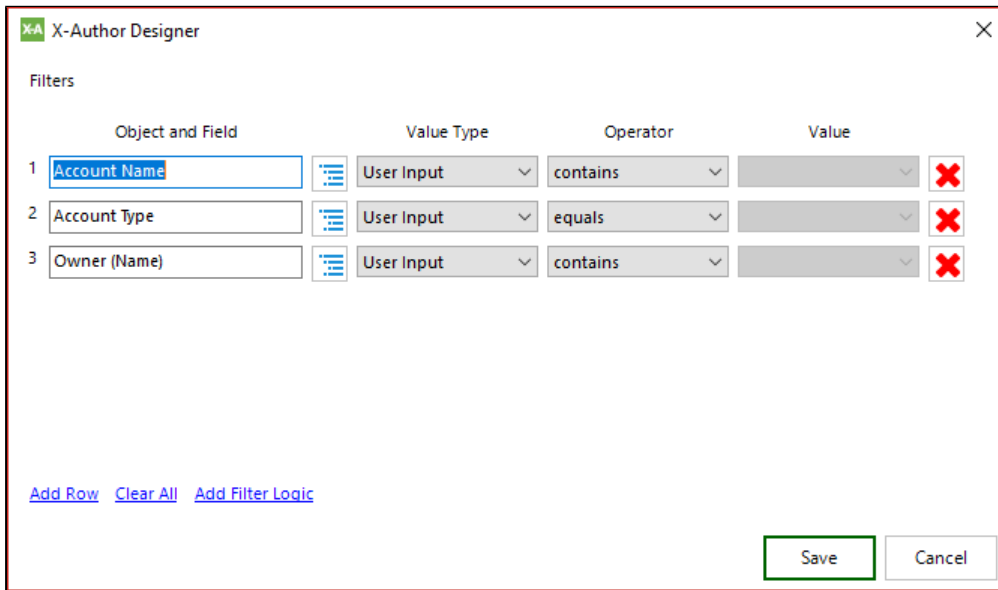 X-A X-Author Designer
Filters
Object and Field Value Type Operator Value
1 Account Name User Input contains
2 Account Type User Input equals
3 Owner (Name) User Input contains
Add Row Clear All Add Filter Logic
Save Cancel